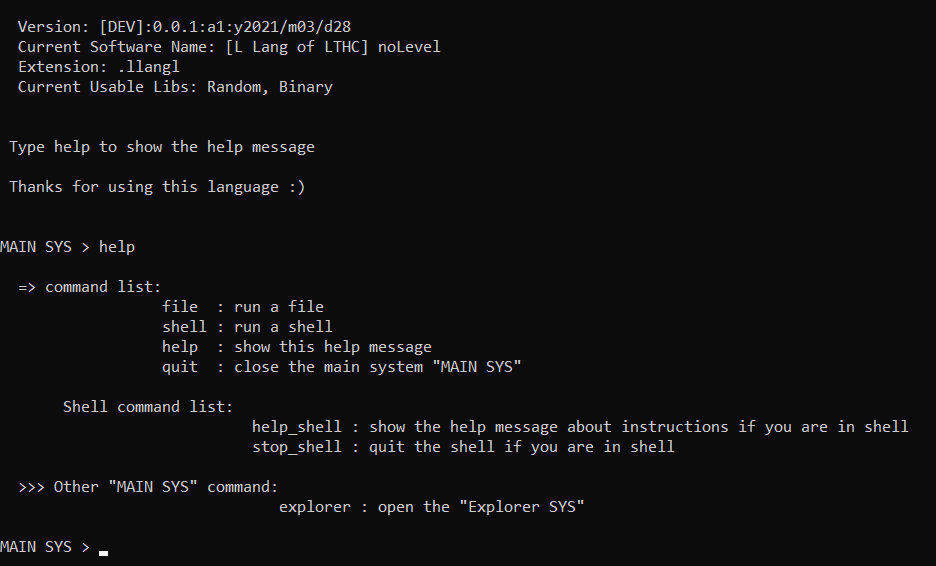 Version: [DEV]:0.0.1:a1:y2021/m03/d28
Current Software Name: [L Lang of LTHC] noLevel
Extension: .llangl
Current Usable Libs: Random, Binary
Type help to show the help message
Thanks for using this language :)
MAIN SYS > help
=> command list:
file  : run a file
shell : run a shell
help  : show this help message
quit  : close the main system "MAIN SYS"
Shell command list:
help_shell : show the help message about instructions if you are in shell
stop_shell : quit the shell if you are in shell
>>> Other "MAIN SYS" command:
explorer : open the "Explorer SYS"
MAIN SYS > _